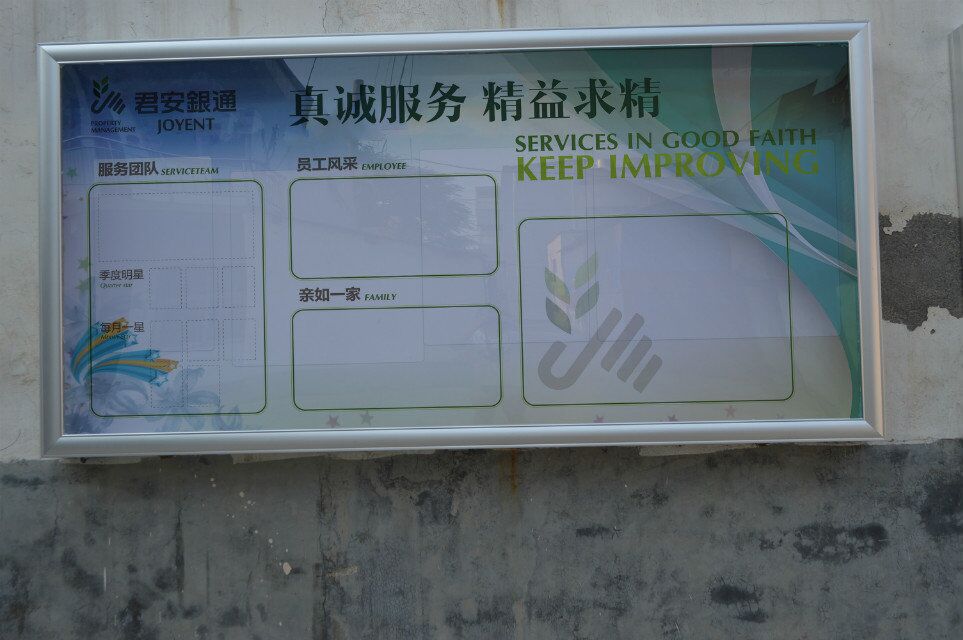 君安銀通
PROPERTY MANAGEMENT
JOYENT
真诚服务 精益求精
SERVICES IN GOOD FAITH
KEEP IMPROVING
服务团队 SERVICETEAM
季度明星
Quarter star
每月一星
员工风采 EMPLOYEE
亲如一家 FAMILY